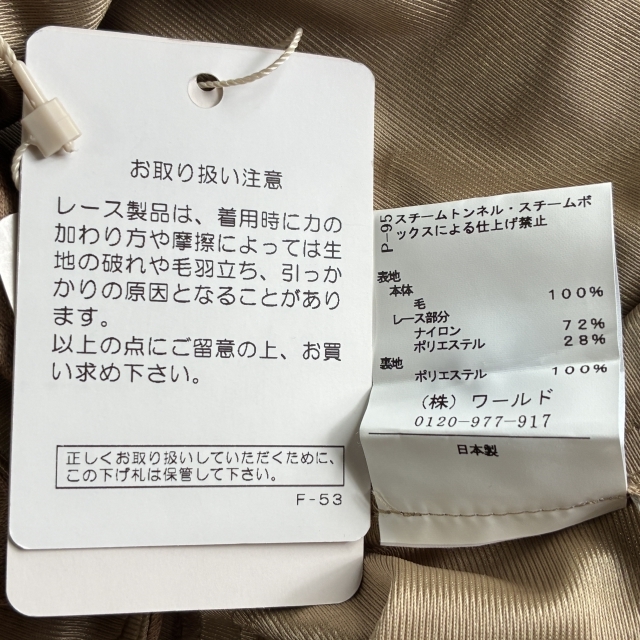 お取り扱い注意
レース製品は、着用時に力の
加わり方や摩擦によっては生
地の破れや毛羽立ち、引っか
かりの原因となることがあり
ます。
以上の点にご留意の上、お買
い求め下さい。
正しくお取り扱いしていただくために、
この下げ札は保管して下さい。
F-53
P-95
スチームトンネル・スチームボ
ックスによる仕上げ禁止
表地
本体
毛 100%
レース部分
ナイロン 72%
ポリエステル 28%
裏地
ポリエステル 100%
(株) ワールド
0120-977-917
日本製